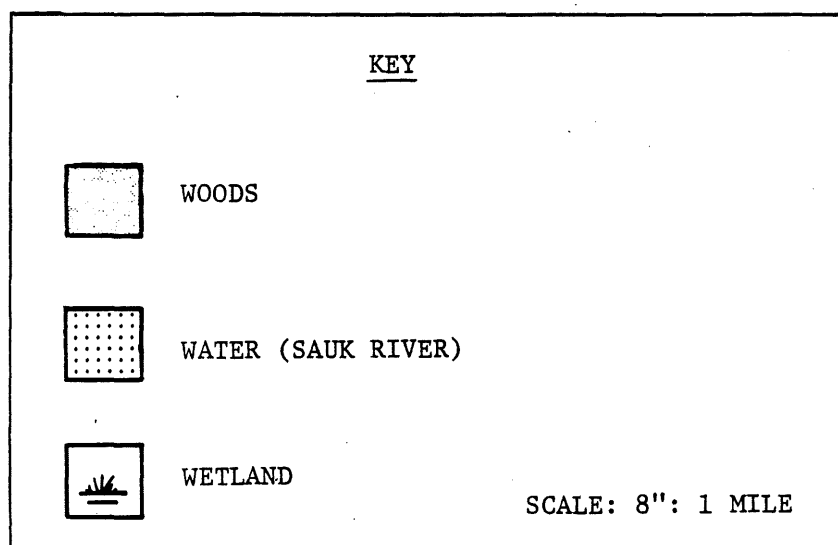 KEY
WOODS
WATER (SAUK RIVER)
WETLAND
SCALE: 8": 1 MILE